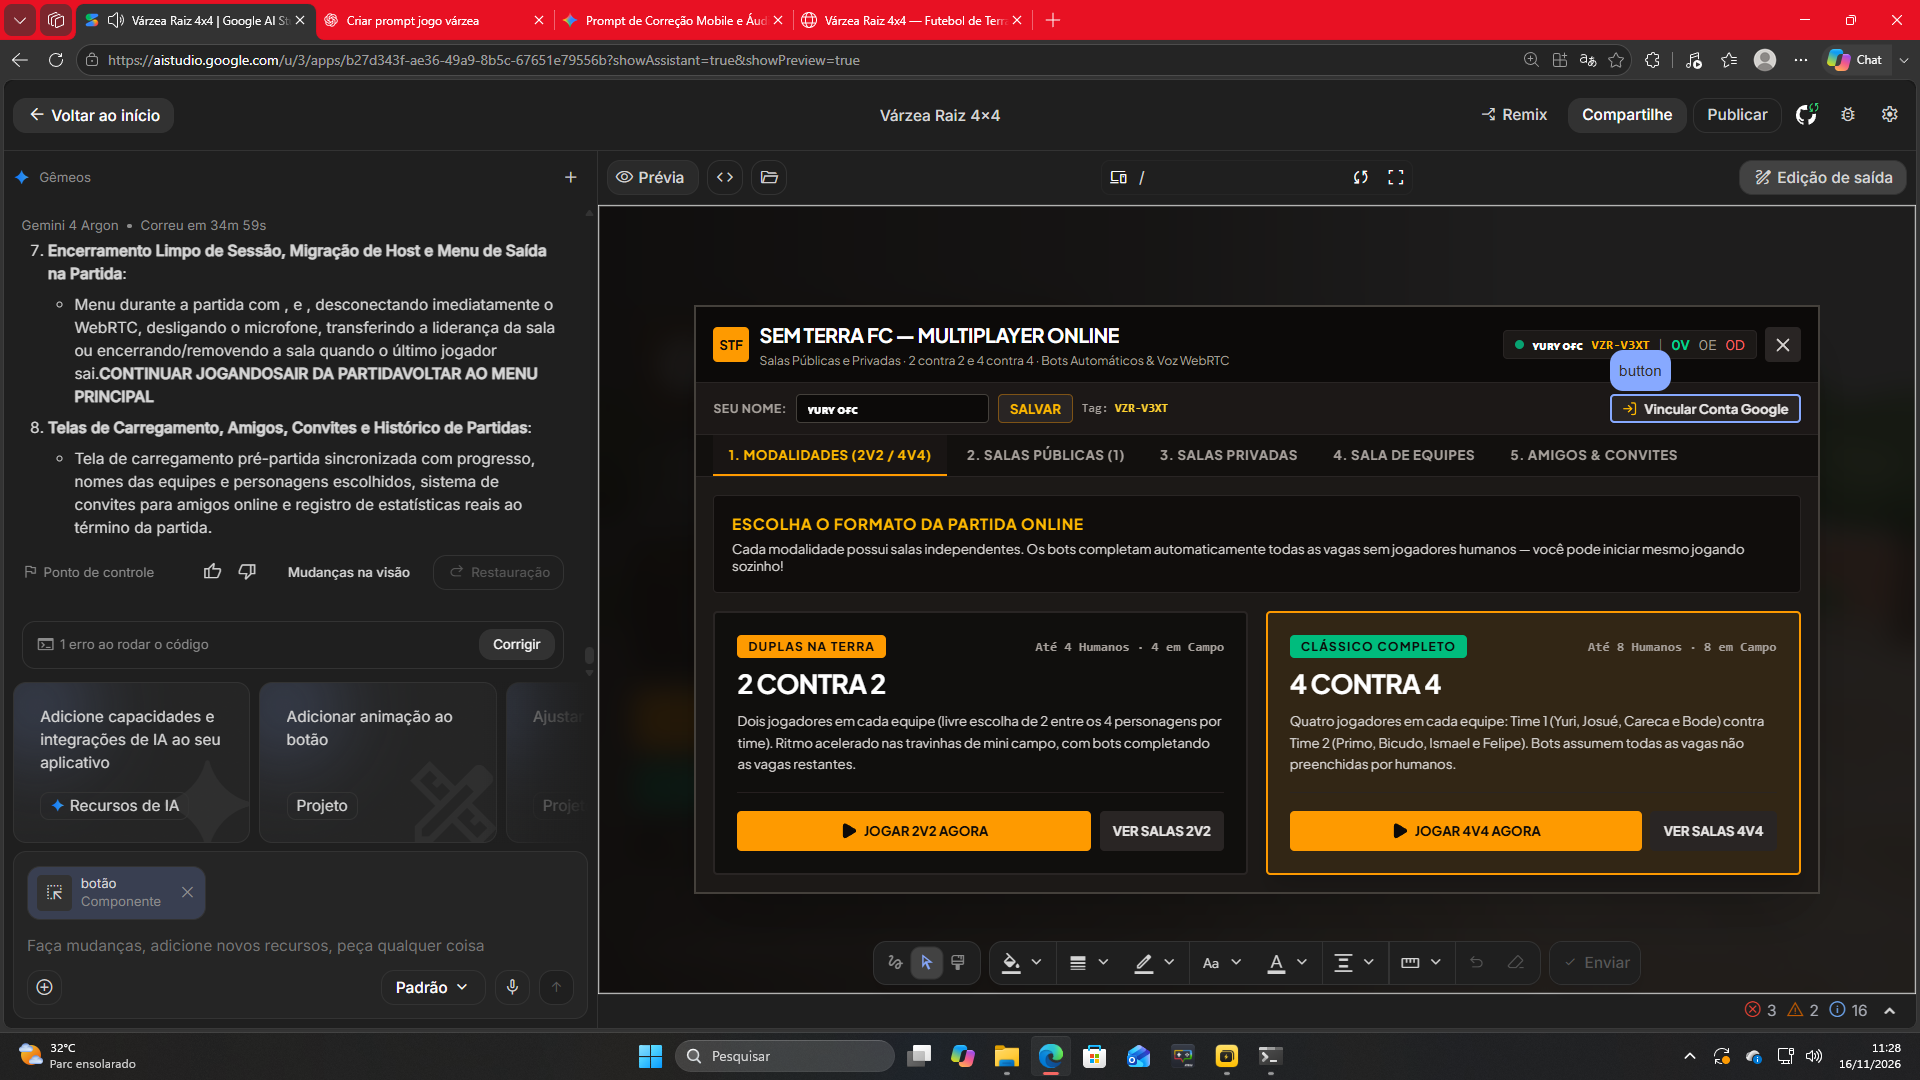 Várzea Raiz 4x4 | Google AI St
Criar prompt jogo várzea
Prompt de Correção Mobile e Áud
Várzea Raiz 4x4 — Futebol de Terr
https://aistudio.google.com/u/3/apps/b27d343f-ae36-49a9-8b5c-67651e79556b?showAssistant=true&showPreview=true
Chat
Voltar ao início
Várzea Raiz 4×4
Remix
Compartilhe
Publicar
Gêmeos
Prévia
/
Edição de saída
Gemini 4 Argon • Correu em 34m 59s
7. Encerramento Limpo de Sessão, Migração de Host e Menu de Saída
na Partida:
Menu durante a partida com , e , desconectando imediatamente o
WebRTC, desligando o microfone, transferindo a liderança da sala
ou encerrando/removendo a sala quando o último jogador
sai.CONTINUAR JOGANDOSAIR DA PARTIDAVOLTAR AO MENU
PRINCIPAL
8. Telas de Carregamento, Amigos, Convites e Histórico de Partidas:
Tela de carregamento pré-partida sincronizada com progresso,
nomes das equipes e personagens escolhidos, sistema de
convites para amigos online e registro de estatísticas reais ao
término da partida.
Ponto de controle
Mudanças na visão
Restauração
1 erro ao rodar o código
Corrigir
Adicione capacidades e
integrações de IA ao seu
aplicativo
Recursos de IA
Adicionar animação ao
botão
Projeto
Ajustar
Projet
botão
Componente
Faça mudanças, adicione novos recursos, peça qualquer coisa
Padrão
STF
SEM TERRA FC — MULTIPLAYER ONLINE
Salas Públicas e Privadas · 2 contra 2 e 4 contra 4 · Bots Automáticos & Voz WebRTC
YURY OFC VZR-V3XT | 0V 0E 0D
button
SEU NOME:
YURY OFC
SALVAR
Tag: VZR-V3XT
Vincular Conta Google
1. MODALIDADES (2V2 / 4V4)
2. SALAS PÚBLICAS (1)
3. SALAS PRIVADAS
4. SALA DE EQUIPES
5. AMIGOS & CONVITES
ESCOLHA O FORMATO DA PARTIDA ONLINE
Cada modalidade possui salas independentes. Os bots completam automaticamente todas as vagas sem jogadores humanos — você pode iniciar mesmo jogando
sozinho!
DUPLAS NA TERRA
Até 4 Humanos · 4 em Campo
2 CONTRA 2
Dois jogadores em cada equipe (livre escolha de 2 entre os 4 personagens por
time). Ritmo acelerado nas travinhas de mini campo, com bots completando
as vagas restantes.
JOGAR 2V2 AGORA
VER SALAS 2V2
CLÁSSICO COMPLETO
Até 8 Humanos · 8 em Campo
4 CONTRA 4
Quatro jogadores em cada equipe: Time 1 (Yuri, Josué, Careca e Bode) contra
Time 2 (Primo, Bicudo, Ismael e Felipe). Bots assumem todas as vagas não
preenchidas por humanos.
JOGAR 4V4 AGORA
VER SALAS 4V4
Aa
A
Enviar
3
2
16
32°C
Parc ensolarado
Pesquisar
11:28
16/11/2026